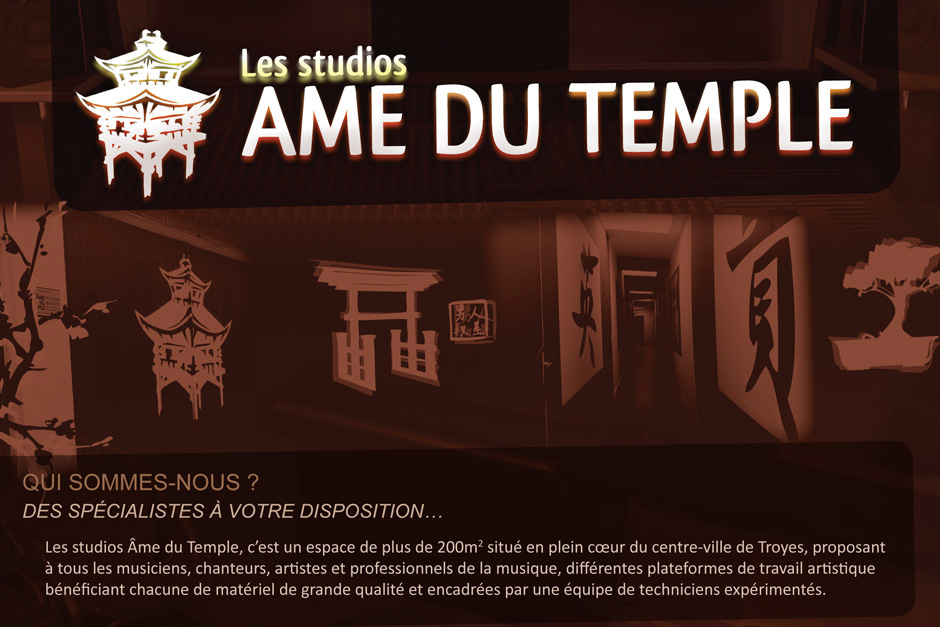 Les studios
AME DU TEMPLE
英
頁
QUI SOMMES-NOUS ?
DES SPÉCIALISTES À VOTRE DISPOSITION…
Les studios Âme du Temple, c’est un espace de plus de 200m² situé en plein cœur du centre-ville de Troyes, proposant
à tous les musiciens, chanteurs, artistes et professionnels de la musique, différentes plateformes de travail artistique
bénéficiant chacune de matériel de grande qualité et encadrées par une équipe de techniciens expérimentés.